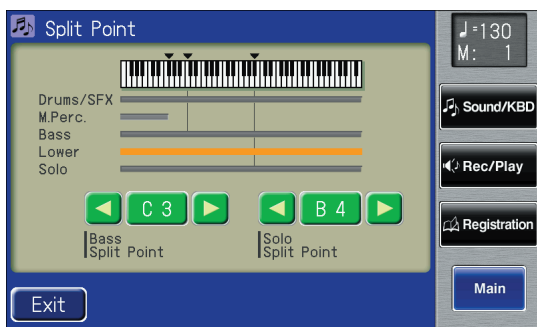 Split Point
♩=130
M: 1
Drums/SFX
M.Perc.
Bass
Lower
Solo
C 3
B 4
Bass
Split Point
Solo
Split Point
Exit
Sound/KBD
Rec/Play
Registration
Main